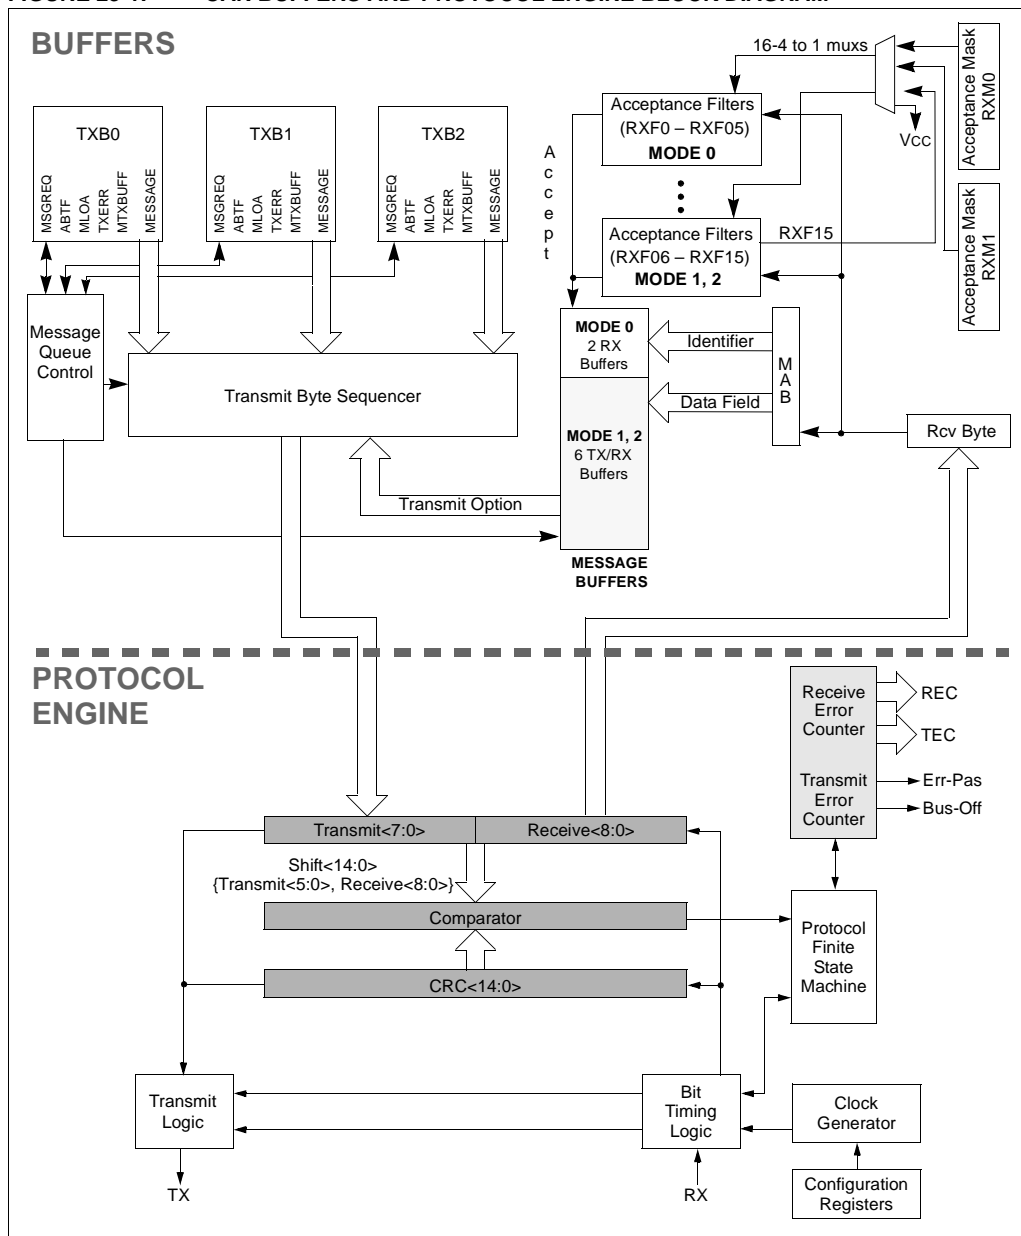 BUFFERS
16-4 to 1 muxs
Acceptance Mask
RXM0
VCC
Acceptance Filters
(RXF0 – RXF05)
MODE 0
Accept
Acceptance Filters
(RXF06 – RXF15)
MODE 1, 2
RXF15
Acceptance Mask
RXM1
TXB0
MSGREQ
ABTF
MLOA
TXERR
MTXBUFF
MESSAGE
TXB1
MSGREQ
ABTF
MLOA
TXERR
MTXBUFF
MESSAGE
TXB2
MSGREQ
ABTF
MLOA
TXERR
MTXBUFF
MESSAGE
Message
Queue
Control
Transmit Byte Sequencer
MODE 0
2 RX
Buffers
Identifier
Data Field
MAB
MODE 1, 2
6 TX/RX
Buffers
Rcv Byte
Transmit Option
MESSAGE
BUFFERS
PROTOCOL
ENGINE
Receive
Error
Counter
REC
TEC
Transmit
Error
Counter
Err-Pas
Bus-Off
Transmit<7:0>
Receive<8:0>
Shift<14:0>
{Transmit<5:0>, Receive<8:0>}
Comparator
CRC<14:0>
Protocol
Finite
State
Machine
Transmit
Logic
Bit
Timing
Logic
Clock
Generator
TX
RX
Configuration
Registers